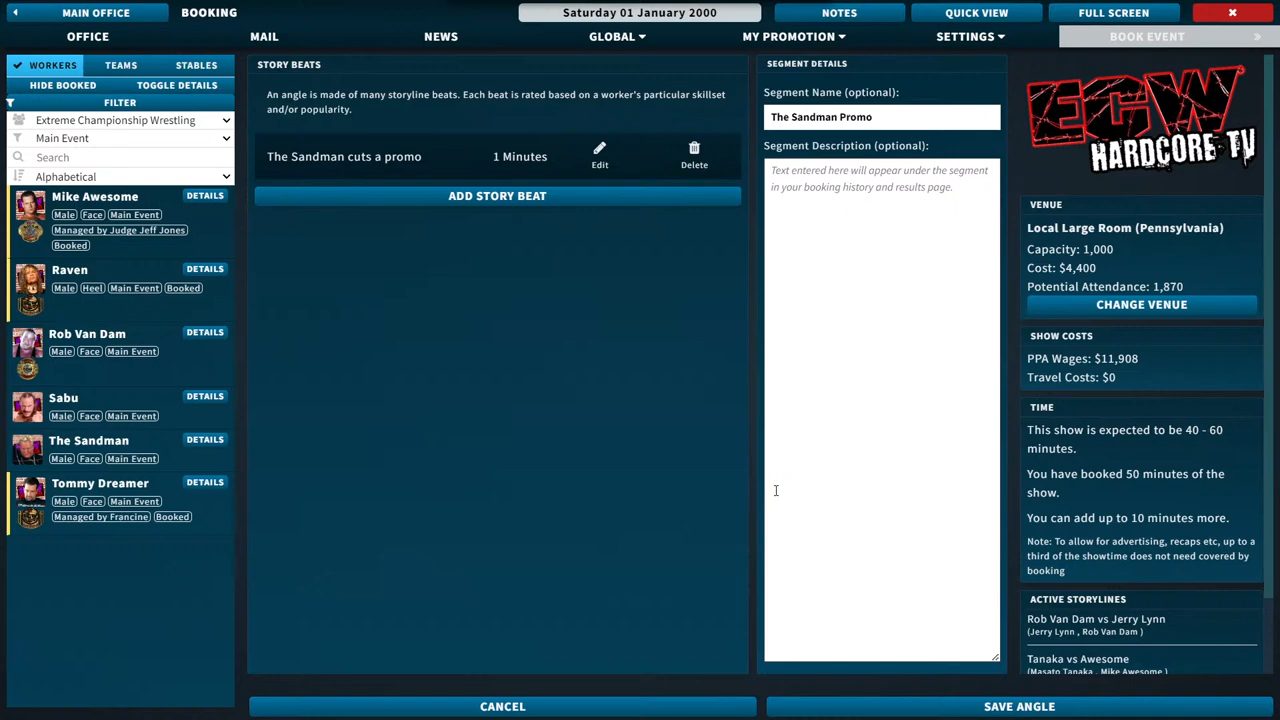 MAIN OFFICE
BOOKING
Saturday 01 January 2000
NOTES
QUICK VIEW
FULL SCREEN
OFFICE
MAIL
NEWS
GLOBAL
MY PROMOTION
SETTINGS
BOOK EVENT
WORKERS
TEAMS
STABLES
HIDE BOOKED
TOGGLE DETAILS
FILTER
Extreme Championship Wrestling
Main Event
Search
Alphabetical
Mike Awesome
DETAILS
Male Face Main Event
Managed by Judge Jeff Jones
Booked
Raven
DETAILS
Male Heel Main Event Booked
Rob Van Dam
DETAILS
Male Face Main Event
Sabu
DETAILS
Male Face Main Event
The Sandman
DETAILS
Male Face Main Event
Tommy Dreamer
DETAILS
Male Face Main Event
Managed by Francine Booked
STORY BEATS
An angle is made of many storyline beats. Each beat is rated based on a worker's particular skillset
and/or popularity.
The Sandman cuts a promo
1 Minutes
Edit
Delete
ADD STORY BEAT
SEGMENT DETAILS
Segment Name (optional):
The Sandman Promo
Segment Description (optional):
Text entered here will appear under the segment
in your booking history and results page.
ECW
HARDCORE TV
VENUE
Local Large Room (Pennsylvania)
Capacity: 1,000
Cost: $4,400
Potential Attendance: 1,870
CHANGE VENUE
SHOW COSTS
PPA Wages: $11,908
Travel Costs: $0
TIME
This show is expected to be 40 - 60
minutes.
You have booked 50 minutes of the
show.
You can add up to 10 minutes more.
Note: To allow for advertising, recaps etc, up to a
third of the showtime does not need covered by
booking
ACTIVE STORYLINES
Rob Van Dam vs Jerry Lynn
(Jerry Lynn , Rob Van Dam )
Tanaka vs Awesome
(Masato Tanaka , Mike Awesome )
CANCEL
SAVE ANGLE